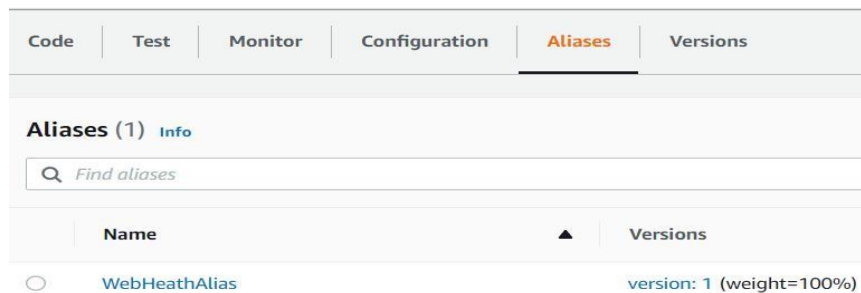 Code Test Monitor Configuration Aliases Versions
Aliases (1) Info
Find aliases
Name Versions
WebHeathAlias version: 1 (weight=100%)